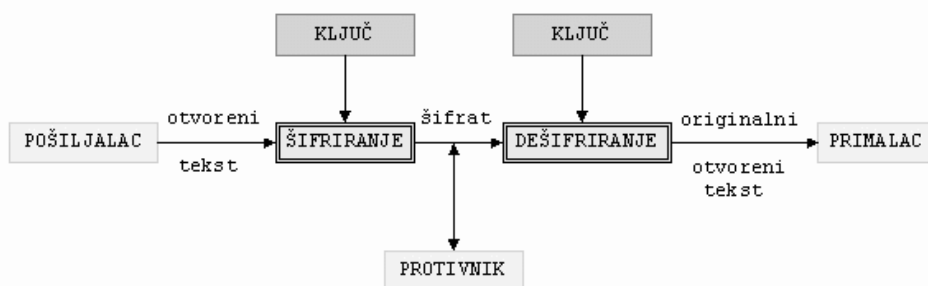 KLJUČ
KLJUČ
POŠILJALAC
otvoreni
tekst
ŠIFRIRANJE
šifrat
DEŠIFRIRANJE
originalni
otvoreni
tekst
PRIMALAC
PROTIVNIK